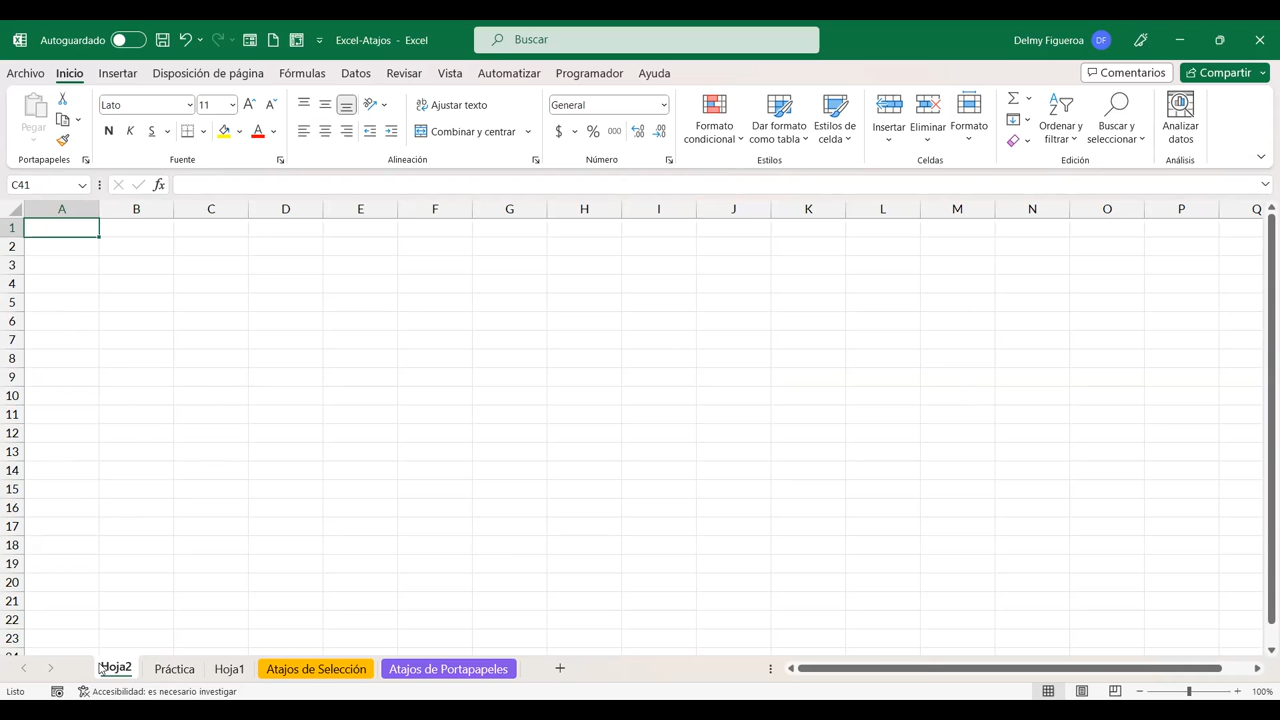 Autoguardado
Excel-Atajos - Excel
Buscar
Delmy Figueroa DF
Archivo Inicio Insertar Disposición de página Fórmulas Datos Revisar Vista Automatizar Programador Ayuda
Comentarios Compartir
Pegar
Portapapeles
Lato 11
N K S
Fuente
Ajustar texto
Combinar y centrar
Alineación
General
$ % 000
Número
Formato condicional
Dar formato como tabla
Estilos de celda
Estilos
Insertar Eliminar Formato
Celdas
Ordenar y filtrar
Buscar y seleccionar
Edición
Analizar datos
Análisis
C41
fx
A B C D E F G H I J K L M N O P Q
1
2
3
4
5
6
7
8
9
10
11
12
13
14
15
16
17
18
19
20
21
22
23
Hoja2 Práctica Hoja1 Atajos de Selección Atajos de Portapapeles
Listo Accesibilidad: es necesario investigar 100%